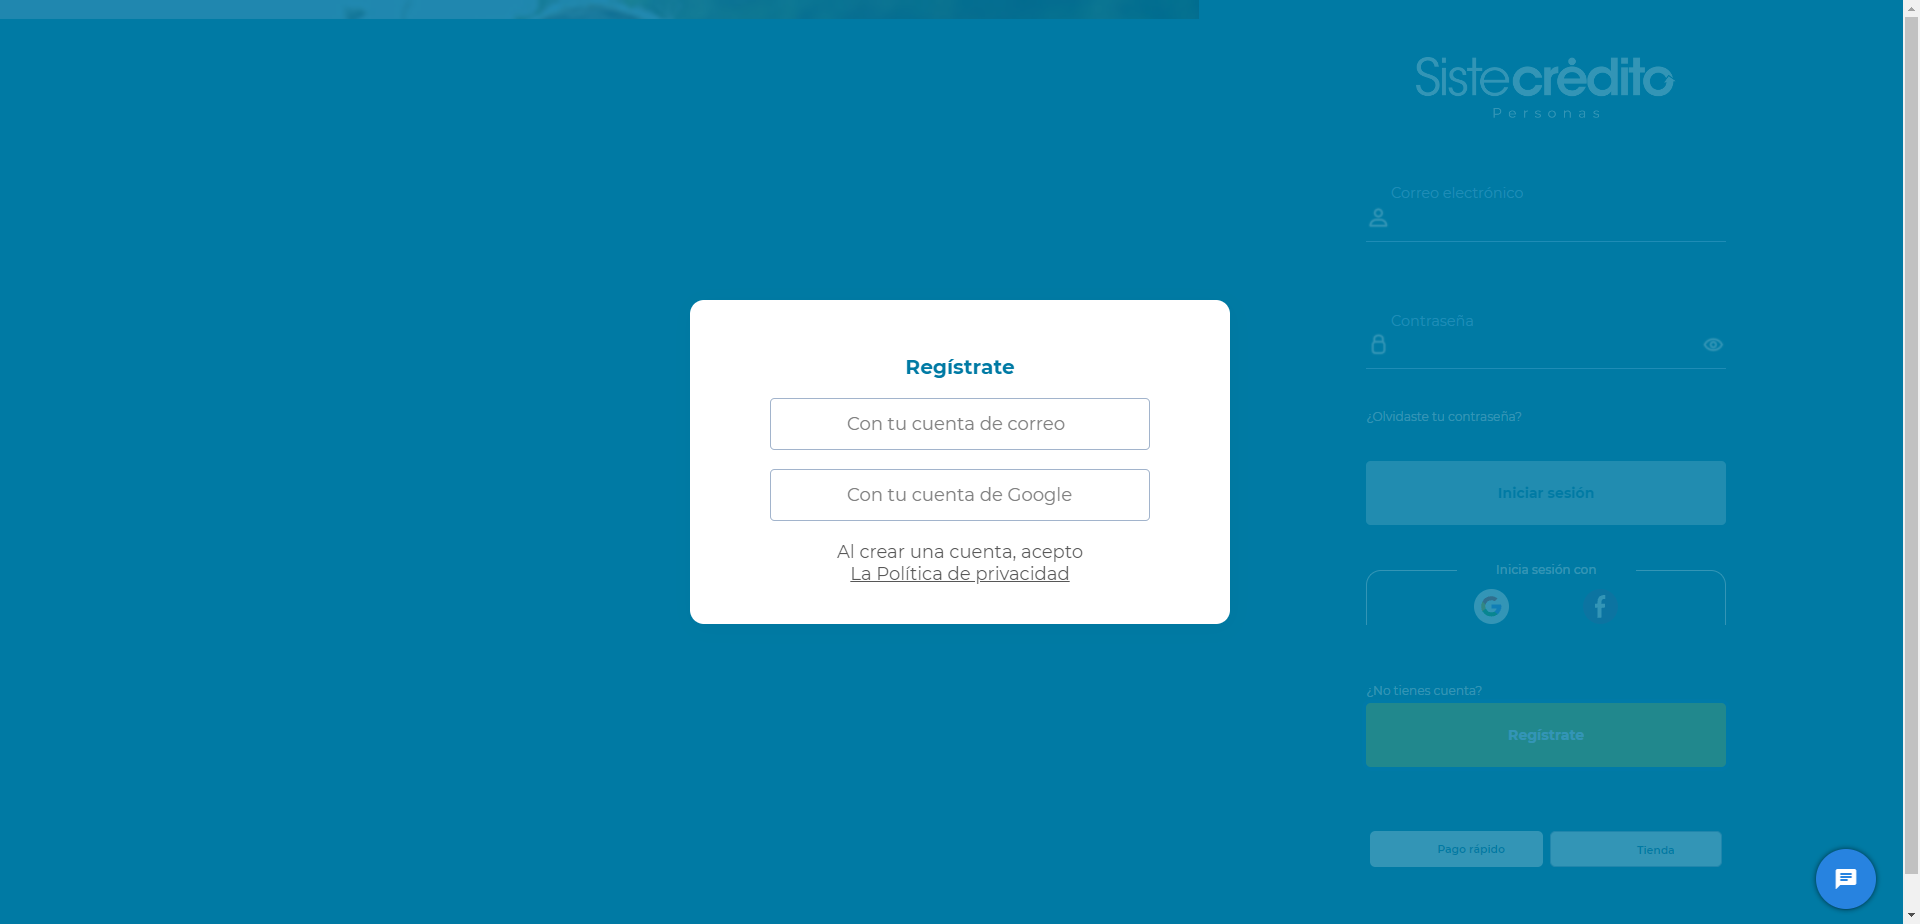 Sistecrédito
Personas
Correo electrónico
Contraseña
¿Olvidaste tu contraseña?
Iniciar sesión
Inicia sesión con
¿No tienes cuenta?
Regístrate
Pago rápido
Tienda
Regístrate
Con tu cuenta de correo
Con tu cuenta de Google
Al crear una cuenta, acepto
La Política de privacidad